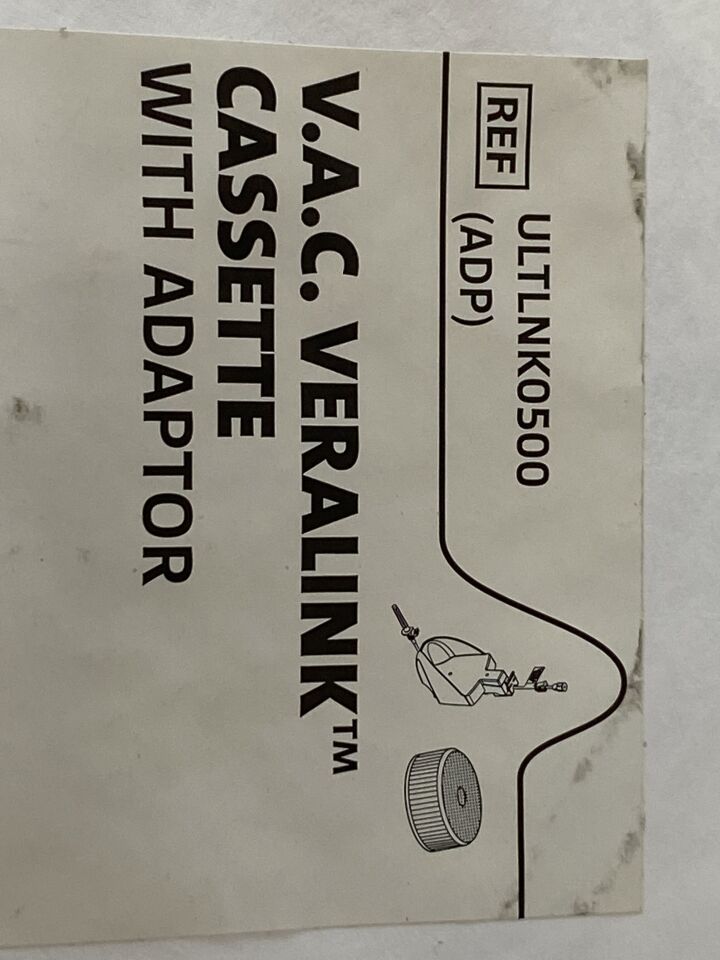 REF ULTLNK0500
(ADP)
V.A.C. VERALINK™
CASSETTE
WITH ADAPTOR